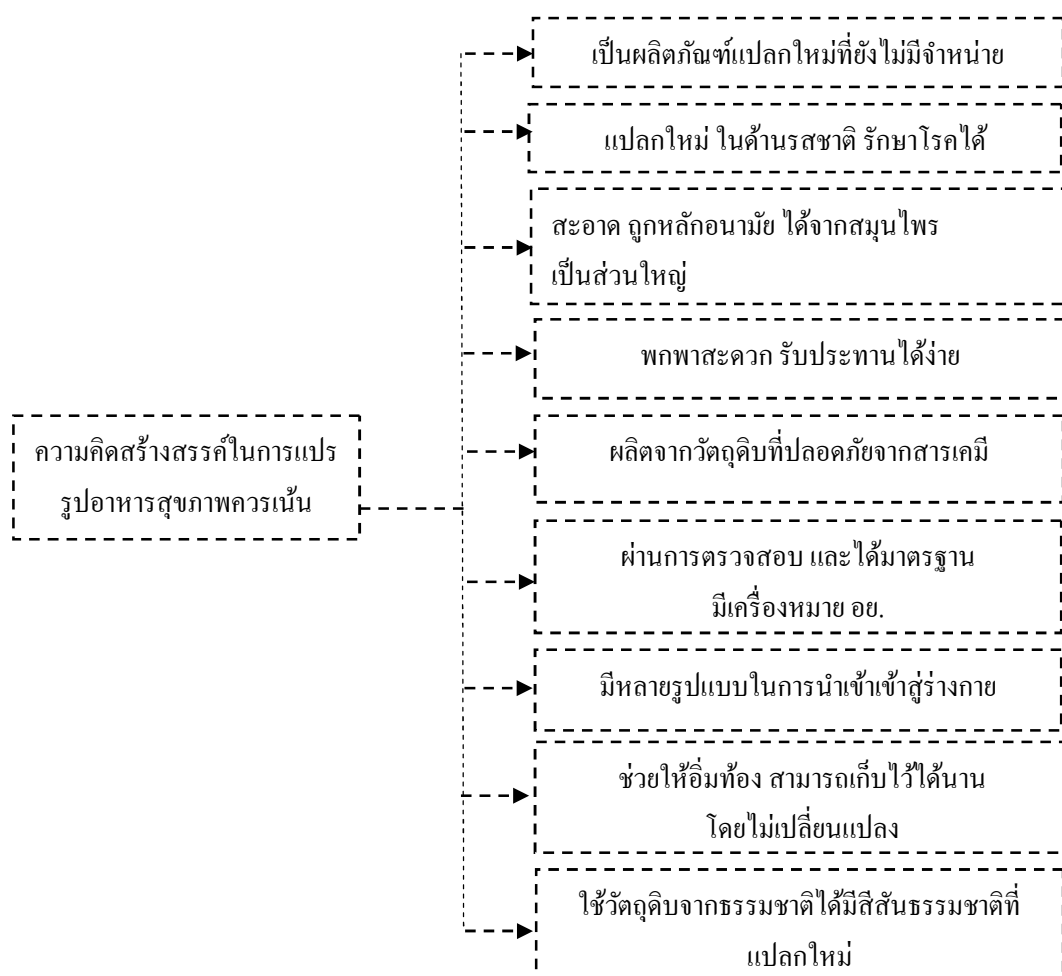 เป็นผลิตภัณฑ์แปลกใหม่ที่ยังไม่มีจำหน่าย
แปลกใหม่ ในด้านรสชาติ รักษาโรคได้
สะอาด ถูกหลักอนามัย ได้จากสมุนไพร
เป็นส่วนใหญ่
พกพาสะดวก รับประทานได้ง่าย
ความคิดสร้างสรรค์ในการแปร
รูปอาหารสุขภาพควรเน้น
ผลิตจากวัตถุดิบที่ปลอดภัยจากสารเคมี
ผ่านการตรวจสอบ และได้มาตรฐาน
มีเครื่องหมาย อย.
มีหลายรูปแบบในการนำเข้าเข้าสู่ร่างกาย
ช่วยให้อิ่มท้อง สามารถเก็บไว้ได้นาน
โดยไม่เปลี่ยนแปลง
ใช้วัตถุดิบจากธรรมชาติได้มีสีสันธรรมชาติที่
แปลกใหม่